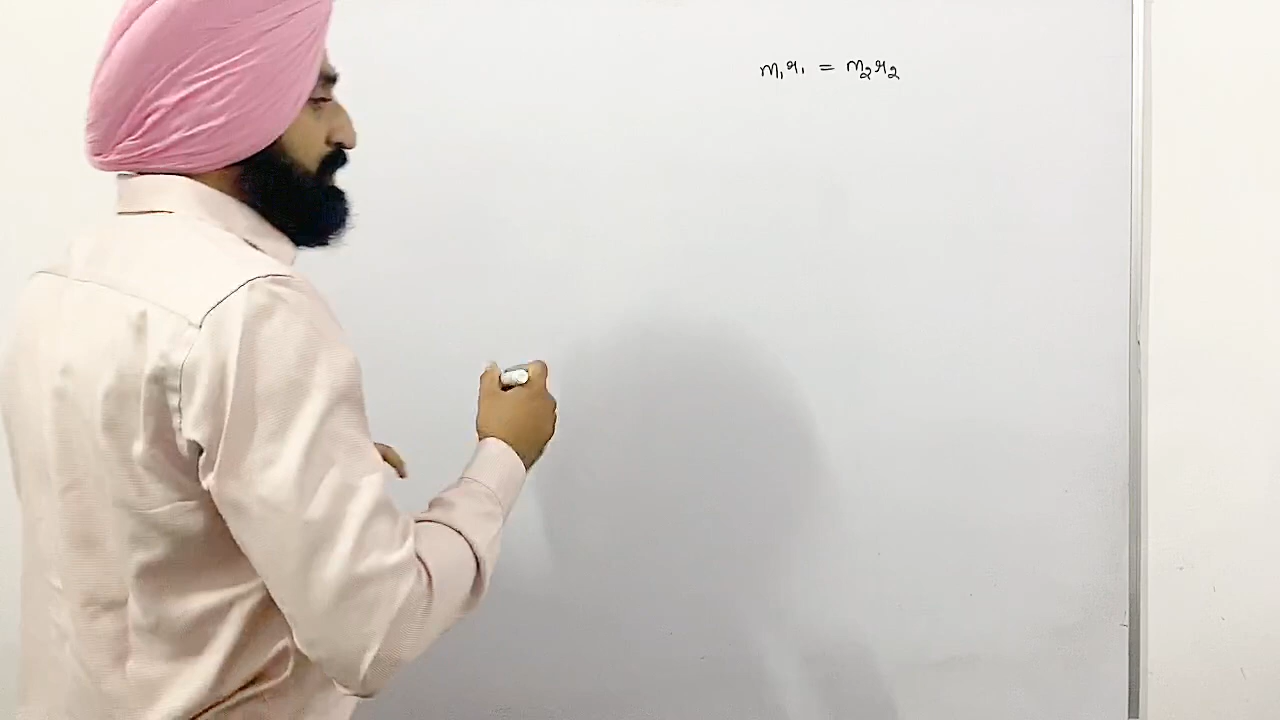 m₁r₁ = m₂r₂